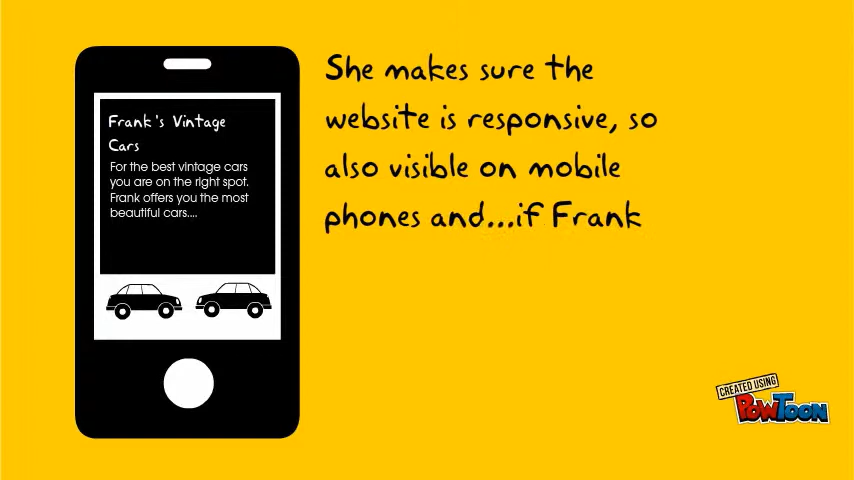 Frank's Vintage
Cars
For the best vintage cars
you are on the right spot.
Frank offers you the most
beautiful cars....
She makes sure the
website is responsive, so
also visible on mobile
phones and...if Frank
CREATED USING
POWTOON